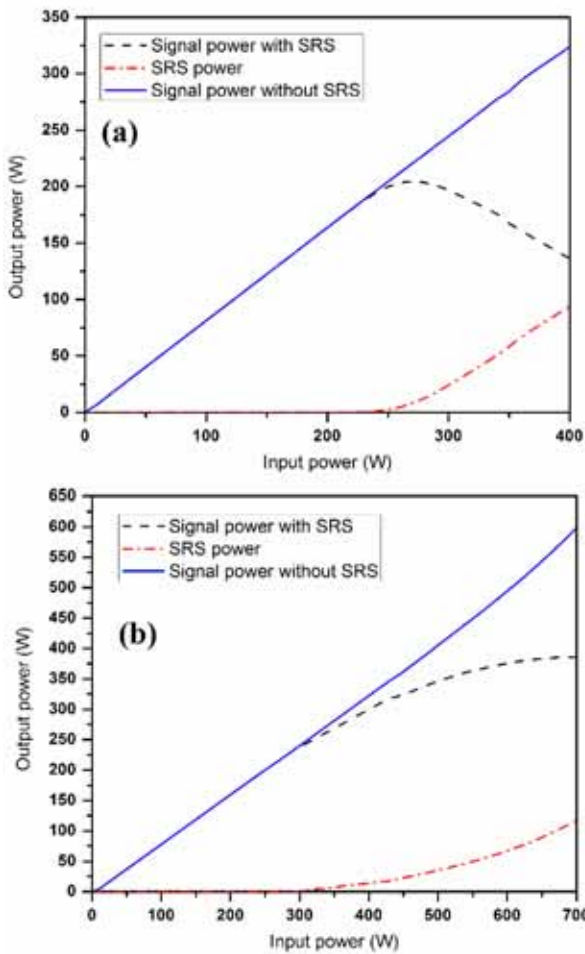 350
300
250
200
150
100
50
0
Output power (W)
Signal power with SRS
SRS power
Signal power without SRS
(a)
0
100
200
300
400
Input power (W)
650
600
550
500
450
400
350
300
250
200
150
100
50
0
Output power (W)
Signal power with SRS
SRS power
Signal power without SRS
(b)
0
100
200
300
400
500
600
700
Input power (W)